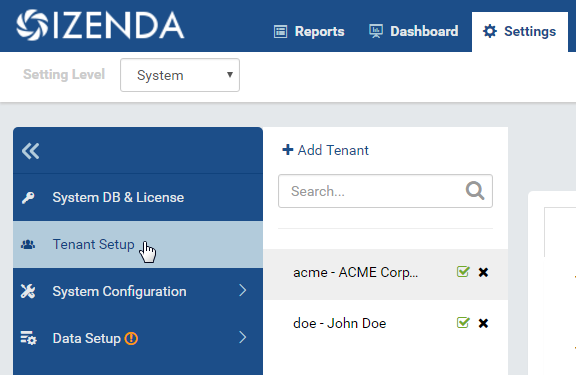 IZENDA
Reports
Dashboard
Settings
Setting Level
System
Add Tenant
System DB & License
Search...
Tenant Setup
acme - ACME Corp...
System Configuration
doe - John Doe
Data Setup